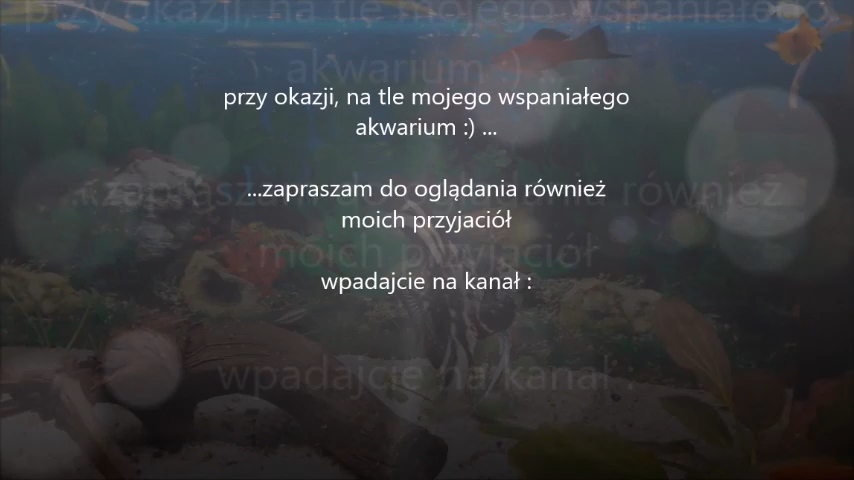 przy okazji, na tle mojego wspaniałego
akwarium :) ...
...zapraszam do oglądania również
moich przyjaciół
wpadajcie na kanał :